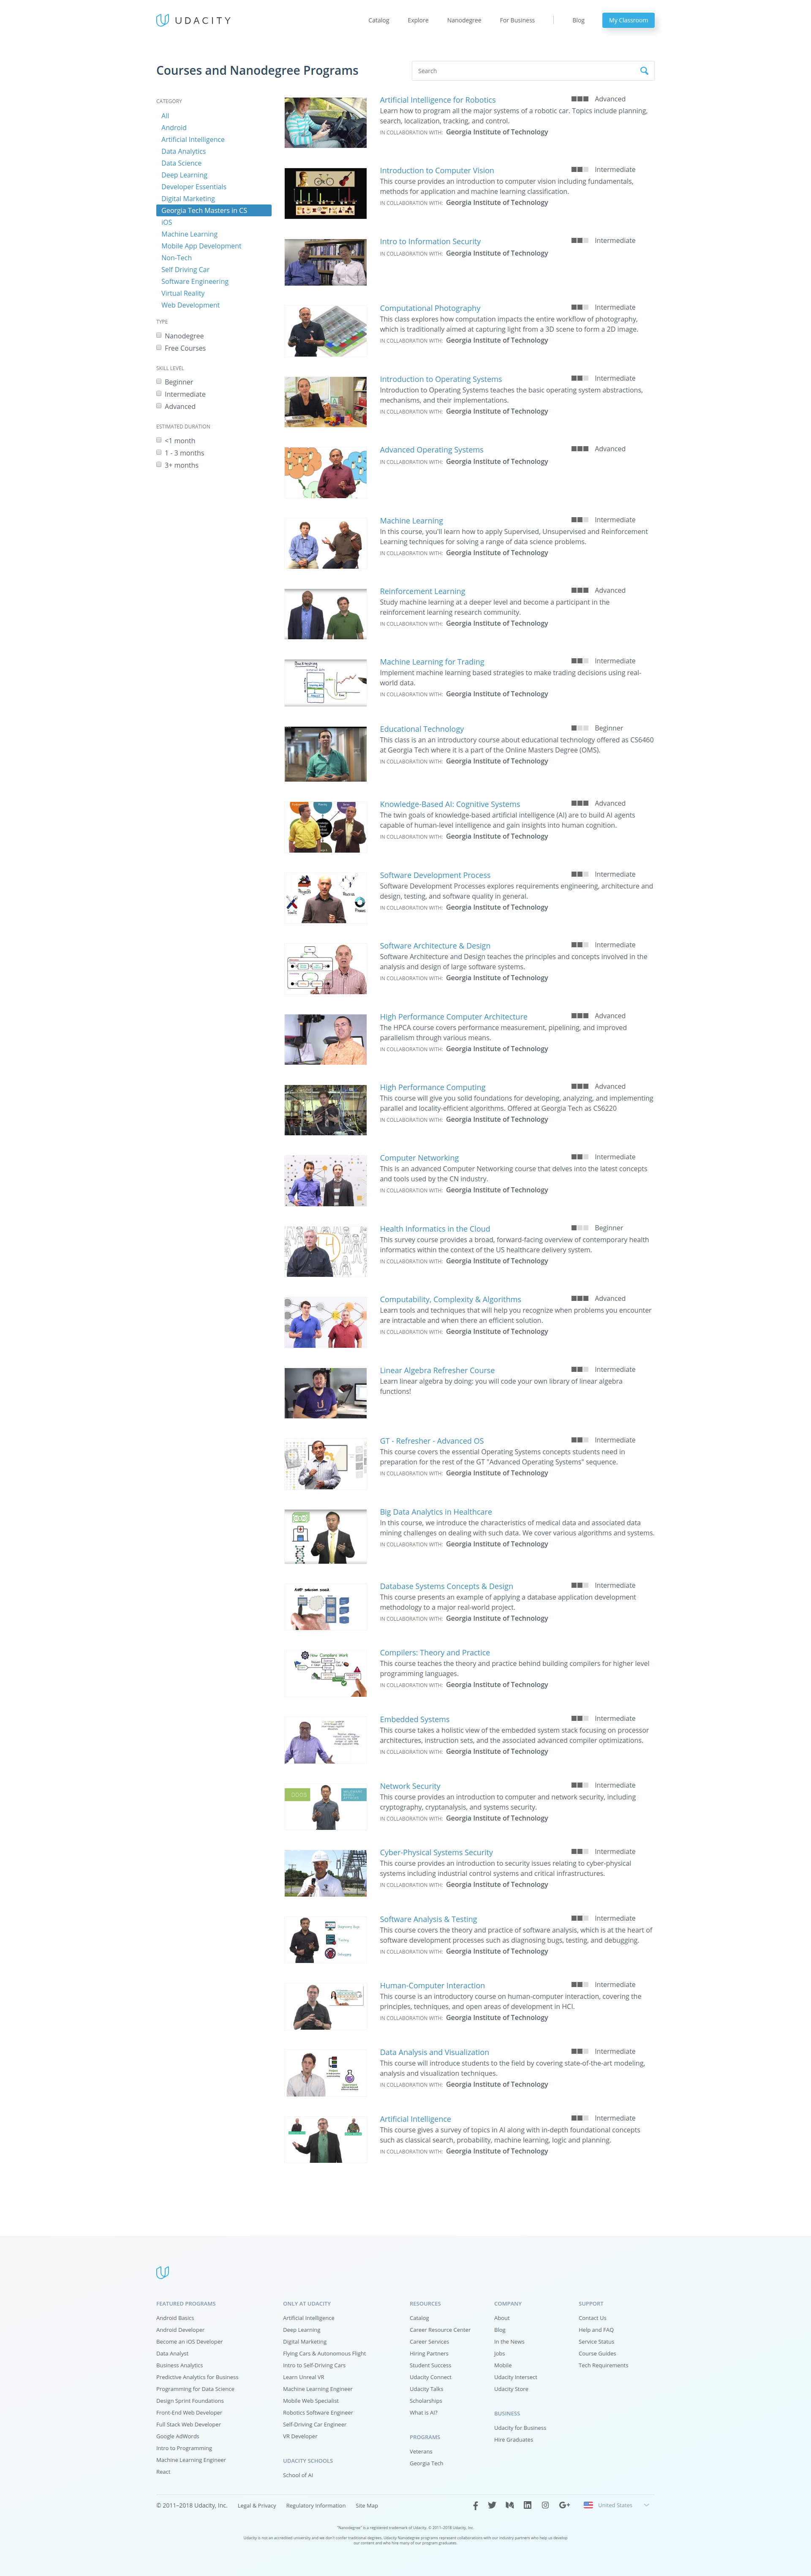 UDACITY
Catalog Explore Nanodegree For Business Blog My Classroom
Courses and Nanodegree Programs
Search
CATEGORY
All
Android
Artificial Intelligence
Data Analytics
Data Science
Deep Learning
Developer Essentials
Digital Marketing
Georgia Tech Masters in CS
iOS
Machine Learning
Mobile App Development
Non-Tech
Self Driving Car
Software Engineering
Virtual Reality
Web Development
TYPE
Nanodegree
Free Courses
SKILL LEVEL
Beginner
Intermediate
Advanced
ESTIMATED DURATION
<1 month
1 - 3 months
3+ months
Artificial Intelligence for Robotics Advanced
Learn how to program all the major systems of a robotic car. Topics include planning,
search, localization, tracking, and control.
IN COLLABORATION WITH: Georgia Institute of Technology
Introduction to Computer Vision Intermediate
This course provides an introduction to computer vision including fundamentals,
methods for application and machine learning classification.
IN COLLABORATION WITH: Georgia Institute of Technology
Intro to Information Security Intermediate
IN COLLABORATION WITH: Georgia Institute of Technology
Computational Photography Intermediate
This class explores how computation impacts the entire workflow of photography,
which is traditionally aimed at capturing light from a 3D scene to form a 2D image.
IN COLLABORATION WITH: Georgia Institute of Technology
Introduction to Operating Systems Intermediate
Introduction to Operating Systems teaches the basic operating system abstractions,
mechanisms, and their implementations.
IN COLLABORATION WITH: Georgia Institute of Technology
Advanced Operating Systems Advanced
IN COLLABORATION WITH: Georgia Institute of Technology
Machine Learning Intermediate
In this course, you'll learn how to apply Supervised, Unsupervised and Reinforcement
Learning techniques for solving a range of data science problems.
IN COLLABORATION WITH: Georgia Institute of Technology
Reinforcement Learning Advanced
Study machine learning at a deeper level and become a participant in the
reinforcement learning research community.
IN COLLABORATION WITH: Georgia Institute of Technology
Machine Learning for Trading Intermediate
Implement machine learning based strategies to make trading decisions using real-
world data.
IN COLLABORATION WITH: Georgia Institute of Technology
Educational Technology Beginner
This class is an an introductory course about educational technology offered as CS6460
at Georgia Tech where it is a part of the Online Masters Degree (OMS).
IN COLLABORATION WITH: Georgia Institute of Technology
Knowledge-Based AI: Cognitive Systems Advanced
The twin goals of knowledge-based artificial intelligence (AI) are to build AI agents
capable of human-level intelligence and gain insights into human cognition.
IN COLLABORATION WITH: Georgia Institute of Technology
Software Development Process Intermediate
Software Development Processes explores requirements engineering, architecture and
design, testing, and software quality in general.
IN COLLABORATION WITH: Georgia Institute of Technology
Software Architecture & Design Intermediate
Software Architecture and Design teaches the principles and concepts involved in the
analysis and design of large software systems.
IN COLLABORATION WITH: Georgia Institute of Technology
High Performance Computer Architecture Advanced
The HPCA course covers performance measurement, pipelining, and improved
parallelism through various means.
IN COLLABORATION WITH: Georgia Institute of Technology
High Performance Computing Advanced
This course will give you solid foundations for developing, analyzing, and implementing
parallel and locality-efficient algorithms. Offered at Georgia Tech as CS6220
IN COLLABORATION WITH: Georgia Institute of Technology
Computer Networking Intermediate
This is an advanced Computer Networking course that delves into the latest concepts
and tools used by the CN industry.
IN COLLABORATION WITH: Georgia Institute of Technology
Health Informatics in the Cloud Beginner
This survey course provides a broad, forward-facing overview of contemporary health
informatics within the context of the US healthcare delivery system.
IN COLLABORATION WITH: Georgia Institute of Technology
Computability, Complexity & Algorithms Advanced
Learn tools and techniques that will help you recognize when problems you encounter
are intractable and when there an efficient solution.
IN COLLABORATION WITH: Georgia Institute of Technology
Linear Algebra Refresher Course Intermediate
Learn linear algebra by doing: you will code your own library of linear algebra
functions!
GT - Refresher - Advanced OS Intermediate
This course covers the essential Operating Systems concepts students need in
preparation for the rest of the GT "Advanced Operating Systems" sequence.
IN COLLABORATION WITH: Georgia Institute of Technology
Big Data Analytics in Healthcare
In this course, we introduce the characteristics of medical data and associated data
mining challenges on dealing with such data. We cover various algorithms and systems.
IN COLLABORATION WITH: Georgia Institute of Technology
Database Systems Concepts & Design Intermediate
This course presents an example of applying a database application development
methodology to a major real-world project.
IN COLLABORATION WITH: Georgia Institute of Technology
How Compilers Work
Compilers: Theory and Practice
This course teaches the theory and practice behind building compilers for higher level
programming languages.
IN COLLABORATION WITH: Georgia Institute of Technology
Embedded Systems Intermediate
This course takes a holistic view of the embedded system stack focusing on processor
architectures, instruction sets, and the associated advanced compiler optimizations.
IN COLLABORATION WITH: Georgia Institute of Technology
Network Security Intermediate
This course provides an introduction to computer and network security, including
cryptography, cryptanalysis, and systems security.
IN COLLABORATION WITH: Georgia Institute of Technology
Cyber-Physical Systems Security Intermediate
This course provides an introduction to security issues relating to cyber-physical
systems including industrial control systems and critical infrastructures.
IN COLLABORATION WITH: Georgia Institute of Technology
Software Analysis & Testing Intermediate
This course covers the theory and practice of software analysis, which is at the heart of
software development processes such as diagnosing bugs, testing, and debugging.
IN COLLABORATION WITH: Georgia Institute of Technology
Human-Computer Interaction Intermediate
This course is an introductory course on human-computer interaction, covering the
principles, techniques, and open areas of development in HCI.
IN COLLABORATION WITH: Georgia Institute of Technology
Data Analysis and Visualization Intermediate
This course will introduce students to the field by covering state-of-the-art modeling,
analysis and visualization techniques.
IN COLLABORATION WITH: Georgia Institute of Technology
Artificial Intelligence Intermediate
This course gives a survey of topics in AI along with in-depth foundational concepts
such as classical search, probability, machine learning, logic and planning.
IN COLLABORATION WITH: Georgia Institute of Technology
FEATURED PROGRAMS
Android Basics
Android Developer
Become an iOS Developer
Data Analyst
Business Analytics
Predictive Analytics for Business
Programming for Data Science
Design Sprint Foundations
Front-End Web Developer
Full Stack Web Developer
Google AdWords
Intro to Programming
Machine Learning Engineer
React
ONLY AT UDACITY
Artificial Intelligence
Deep Learning
Digital Marketing
Flying Cars & Autonomous Flight
Intro to Self-Driving Cars
Learn Unreal VR
Machine Learning Engineer
Mobile Web Specialist
Robotics Software Engineer
Self-Driving Car Engineer
VR Developer
UDACITY SCHOOLS
School of AI
RESOURCES
Catalog
Career Resource Center
Career Services
Hiring Partners
Student Success
Udacity Connect
Udacity Talks
Scholarships
What is AI?
PROGRAMS
Veterans
Georgia Tech
COMPANY
About
Blog
In the News
Jobs
Mobile
Udacity Intersect
Udacity Store
BUSINESS
Udacity for Business
Hire Graduates
SUPPORT
Contact Us
Help and FAQ
Service Status
Course Guides
Tech Requirements
© 2011–2018 Udacity, Inc. Legal & Privacy Regulatory Information Site Map United States
"Nanodegree" is a registered trademark of Udacity. © 2011–2018 Udacity, Inc.
Udacity is not an accredited university and we don't confer traditional degrees. Udacity Nanodegree programs represent collaborations with our industry partners who help us develop
our content and who hire many of our program graduates.